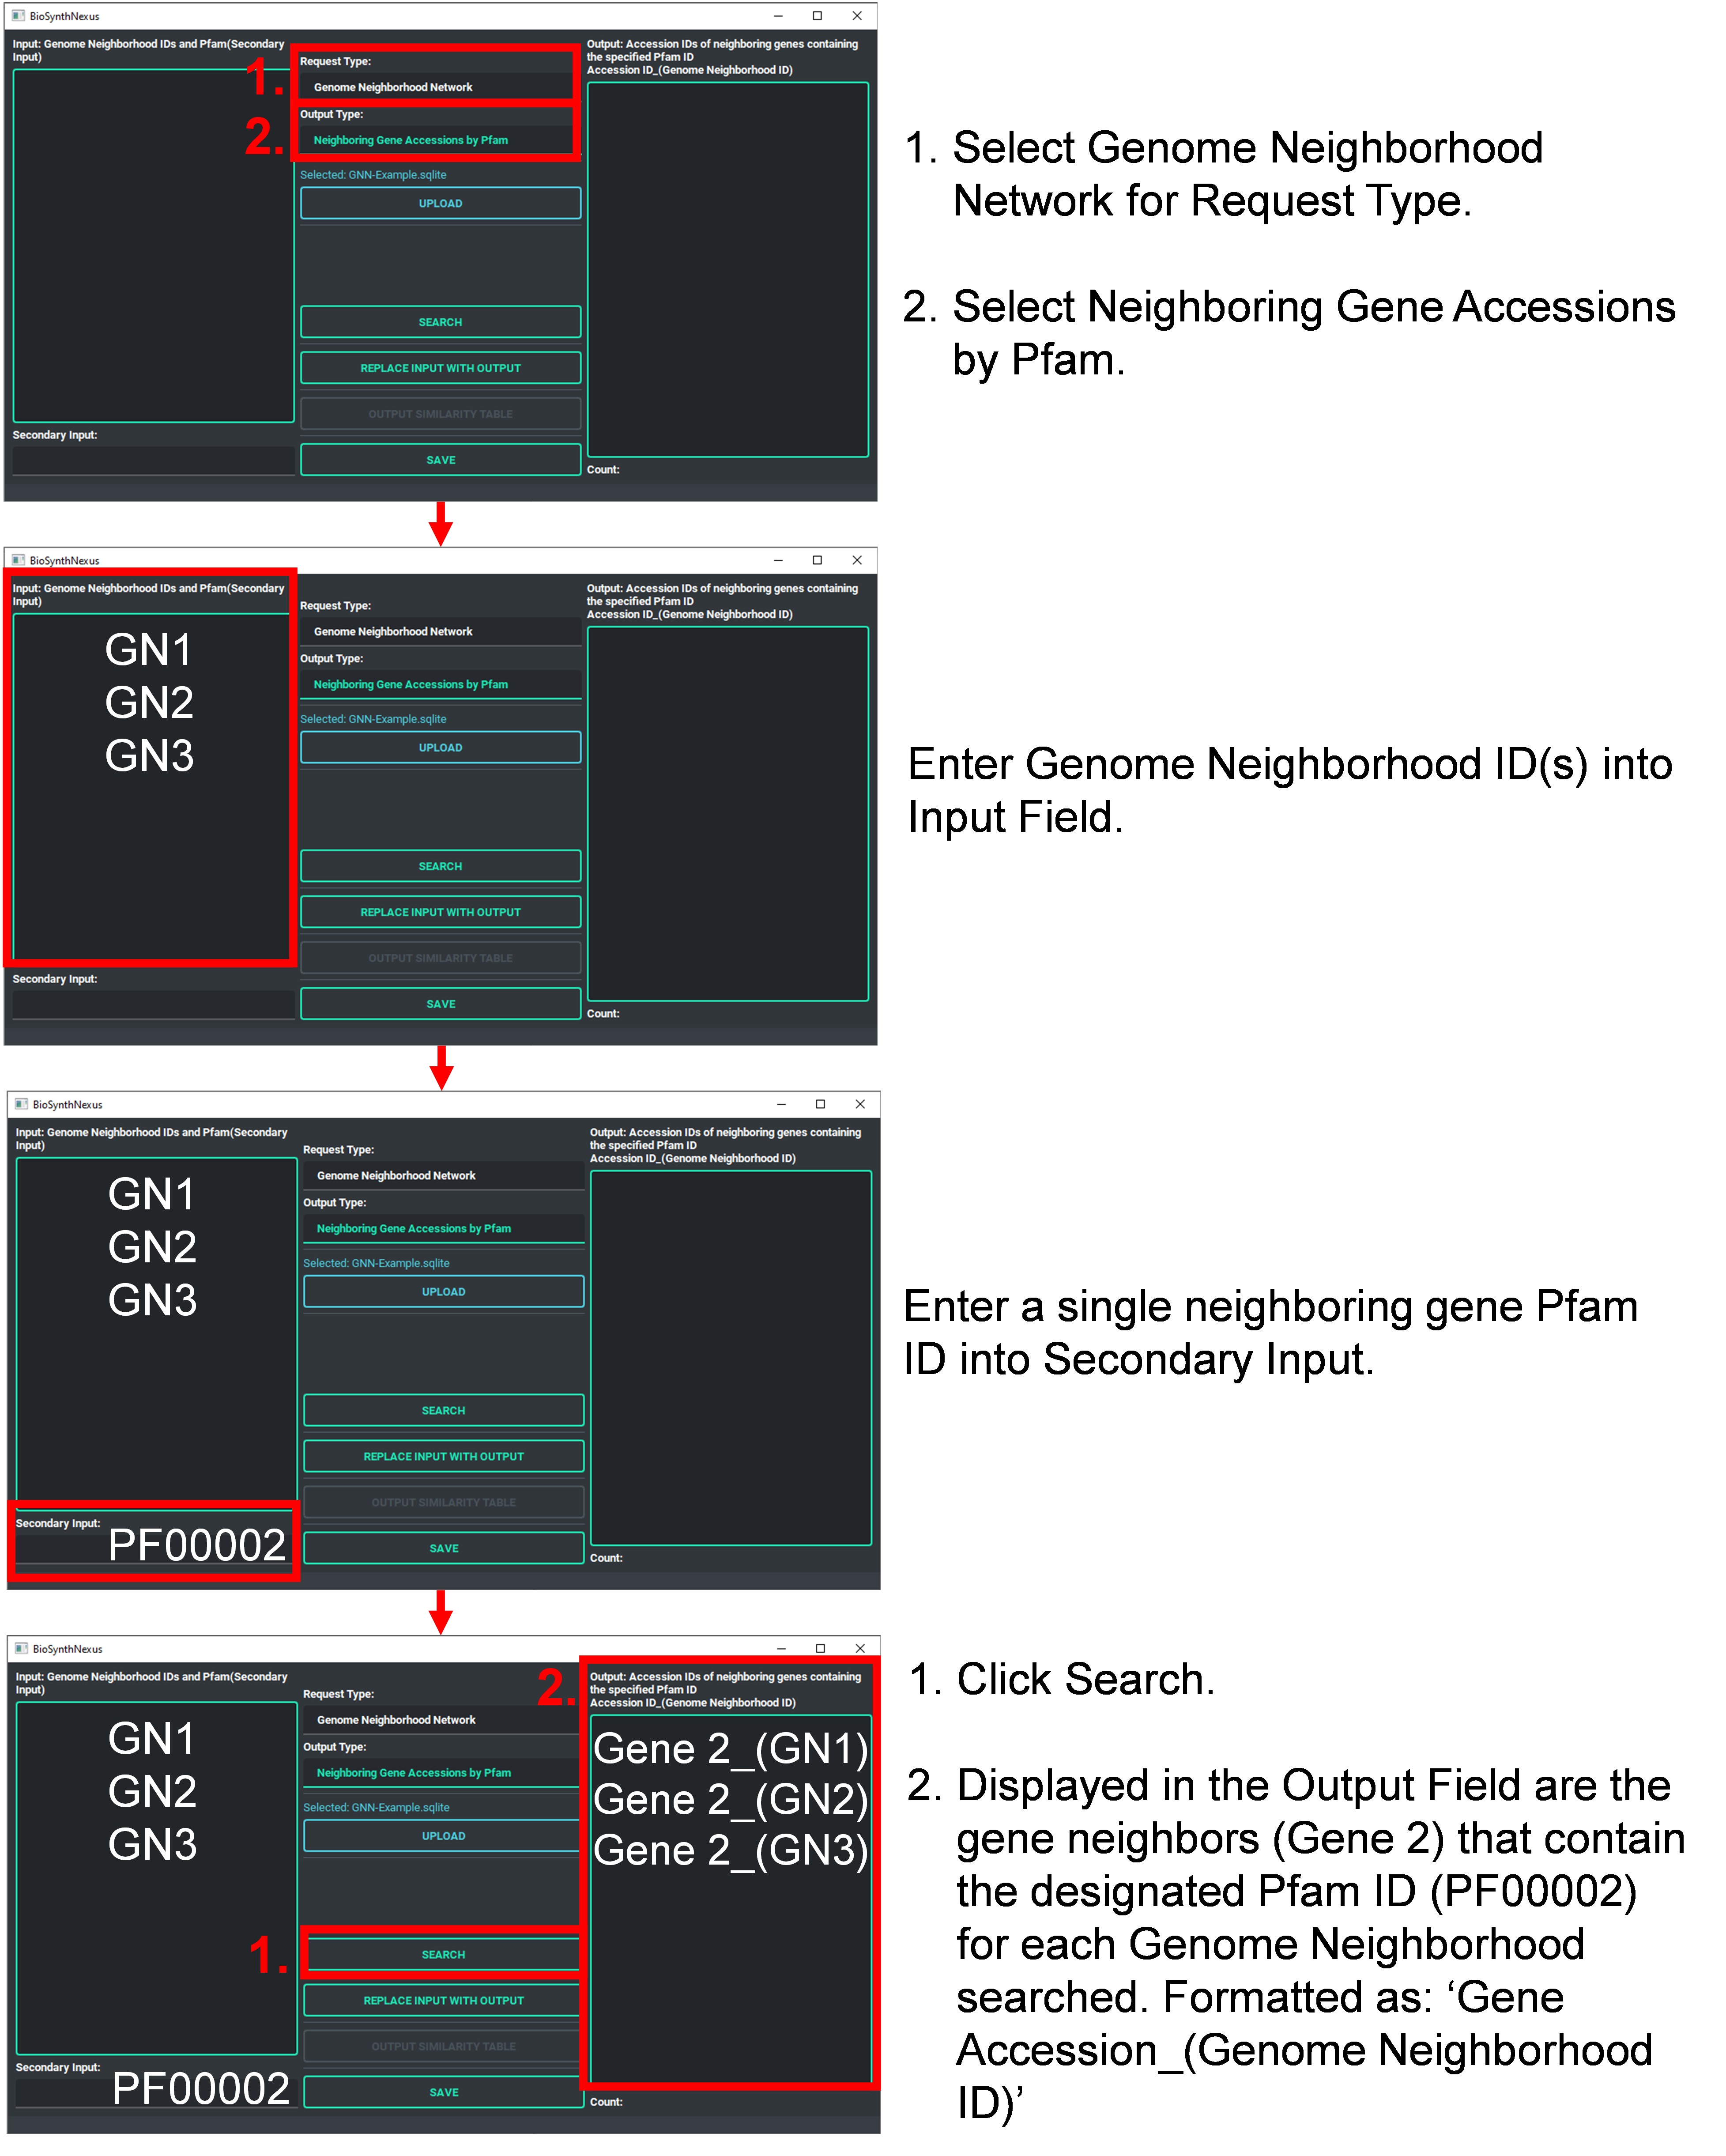 BioSynthNexus
Input: Genome Neighborhood IDs and Pfam(Secondary
Input)
1.
2.
Request Type:
Genome Neighborhood Network
Output Type:
Neighboring Gene Accessions by Pfam
Selected: GNN-Example.sqlite
UPLOAD
SEARCH
REPLACE INPUT WITH OUTPUT
OUTPUT SIMILARITY TABLE
SAVE
Secondary Input:
Output: Accession IDs of neighboring genes containing
the specified Pfam ID
Accession ID_(Genome Neighborhood ID)
Count:
1. Select Genome Neighborhood
Network for Request Type.
2. Select Neighboring Gene Accessions
by Pfam.
BioSynthNexus
Input: Genome Neighborhood IDs and Pfam(Secondary
Input)
GN1
GN2
GN3
Secondary Input:
Request Type:
Genome Neighborhood Network
Output Type:
Neighboring Gene Accessions by Pfam
Selected: GNN-Example.sqlite
UPLOAD
SEARCH
REPLACE INPUT WITH OUTPUT
OUTPUT SIMILARITY TABLE
SAVE
Output: Accession IDs of neighboring genes containing
the specified Pfam ID
Accession ID_(Genome Neighborhood ID)
Count:
Enter Genome Neighborhood ID(s) into
Input Field.
BioSynthNexus
Input: Genome Neighborhood IDs and Pfam(Secondary
Input)
GN1
GN2
GN3
Secondary Input:
PF00002
Request Type:
Genome Neighborhood Network
Output Type:
Neighboring Gene Accessions by Pfam
Selected: GNN-Example.sqlite
UPLOAD
SEARCH
REPLACE INPUT WITH OUTPUT
OUTPUT SIMILARITY TABLE
SAVE
Output: Accession IDs of neighboring genes containing
the specified Pfam ID
Accession ID_(Genome Neighborhood ID)
Count:
Enter a single neighboring gene Pfam
ID into Secondary Input.
BioSynthNexus
Input: Genome Neighborhood IDs and Pfam(Secondary
Input)
GN1
GN2
GN3
Secondary Input:
PF00002
Request Type:
Genome Neighborhood Network
Output Type:
Neighboring Gene Accessions by Pfam
Selected: GNN-Example.sqlite
UPLOAD
1.
SEARCH
REPLACE INPUT WITH OUTPUT
OUTPUT SIMILARITY TABLE
SAVE
2.
Output: Accession IDs of neighboring genes containing
the specified Pfam ID
Accession ID_(Genome Neighborhood ID)
Gene 2_(GN1)
Gene 2_(GN2)
Gene 2_(GN3)
Count:
1. Click Search.
2. Displayed in the Output Field are the
gene neighbors (Gene 2) that contain
the designated Pfam ID (PF00002)
for each Genome Neighborhood
searched. Formatted as: ‘Gene
Accession_(Genome Neighborhood
ID)’